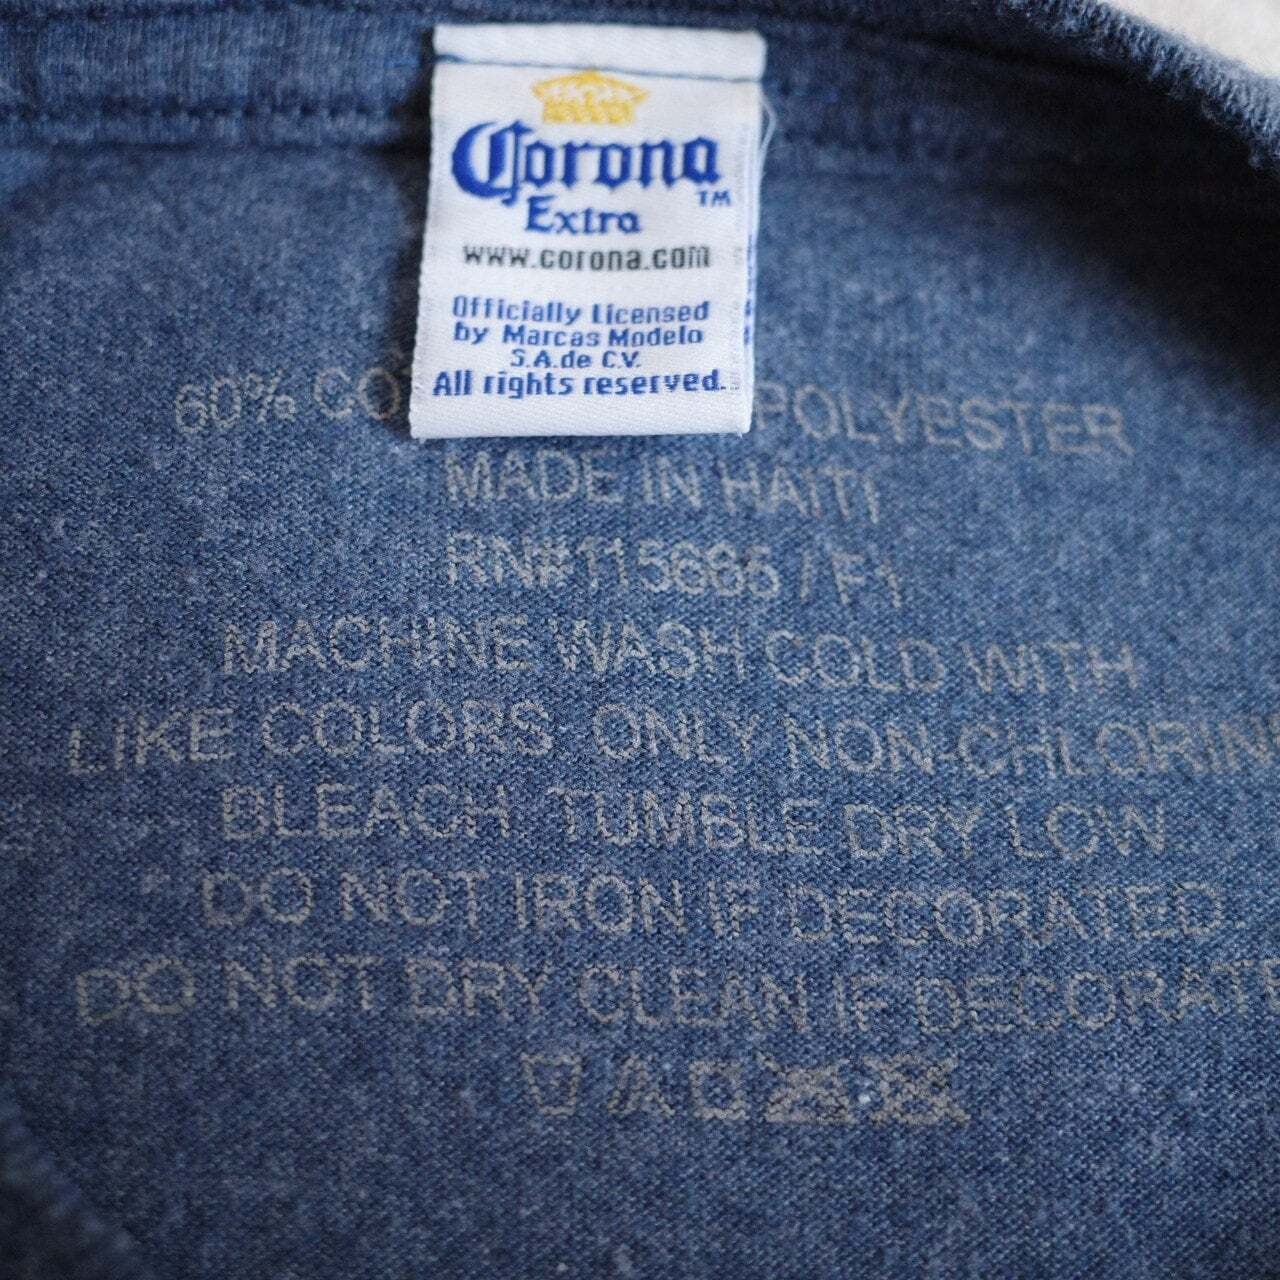 Corona
Extra ™
www.corona.com
Officially Licensed
by Marcas Modelo
S.A.de C.V.
All rights reserved.
60% CO POLYESTER
MADE IN HAITI
RN#115665 / F1
MACHINE WASH COLD WITH
LIKE COLORS. ONLY NON-CHLORIN
BLEACH. TUMBLE DRY LOW
DO NOT IRON IF DECORATED
DO NOT DRY CLEAN IF DECORATE